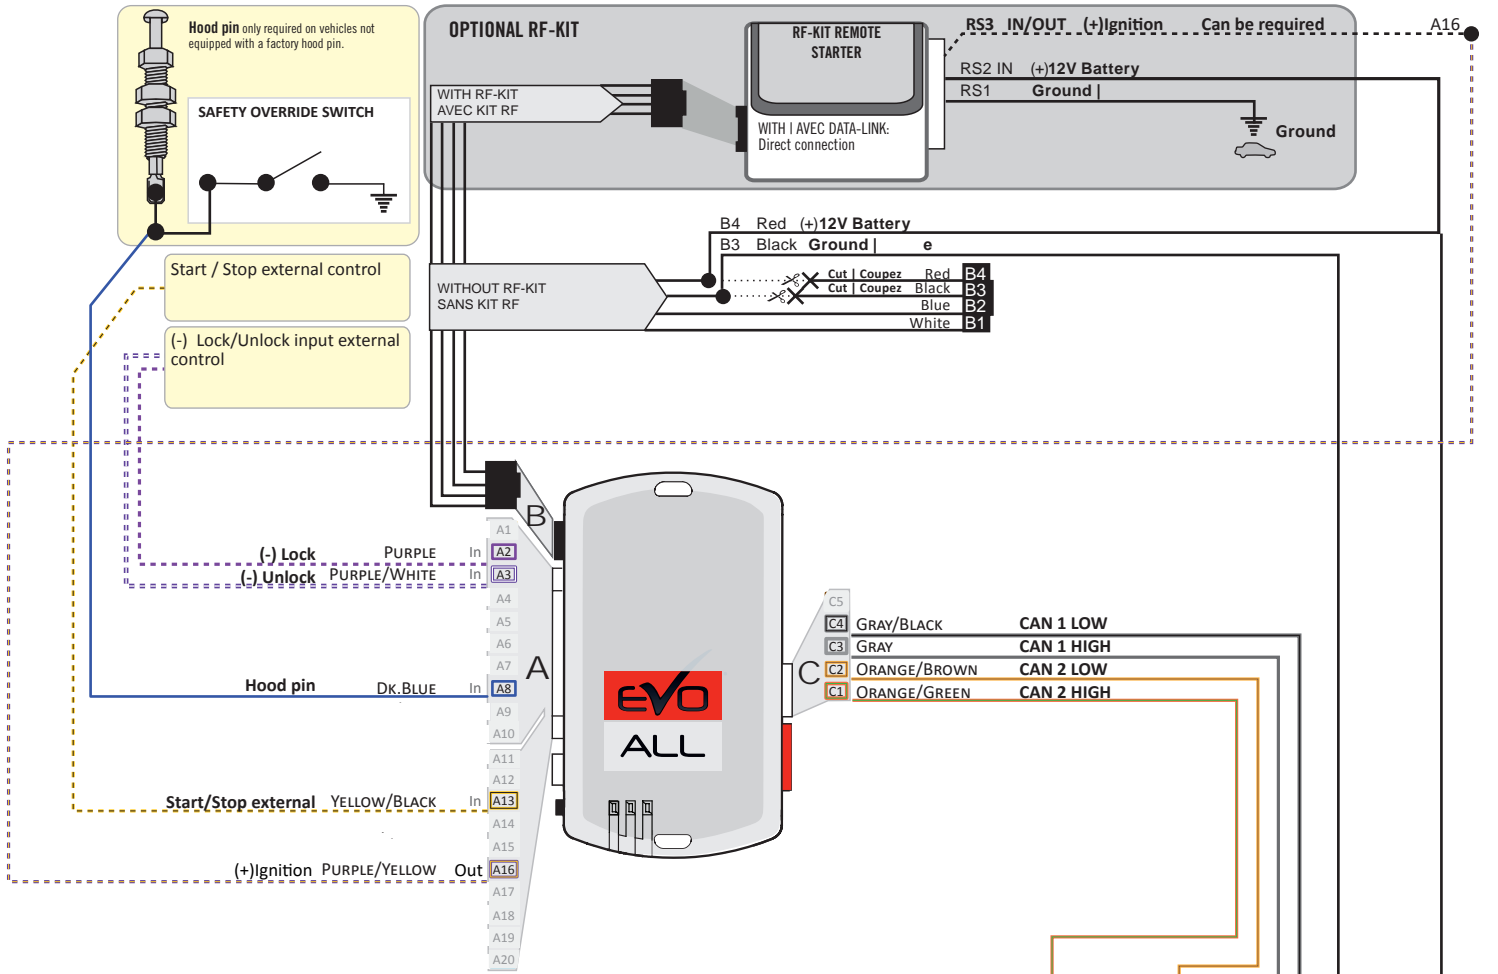 Hood pin only required on vehicles not
equipped with a factory hood pin.
SAFETY OVERRIDE SWITCH
OPTIONAL RF-KIT
WITH RF-KIT
AVEC KIT RF
RF-KIT REMOTE
STARTER
WITH | AVEC DATA-LINK:
Direct connection
RS3 IN/OUT (+)Ignition Can be required A16
RS2 IN (+)12V Battery
RS1 Ground |
Ground
Start / Stop external control
(-) Lock/Unlock input external
control
B4 Red (+)12V Battery
B3 Black Ground | e
WITHOUT RF-KIT
SANS KIT RF
Cut | Coupez Red B4
Cut | Coupez Black B3
Blue B2
White B1
B
A1
(-) Lock PURPLE In A2
(-) Unlock PURPLE/WHITE In A3
A4
A5
A6
A7
A
Hood pin DK.BLUE In A8
A9
A10
A11
A12
Start/Stop external YELLOW/BLACK In A13
A14
A15
(+)Ignition PURPLE/YELLOW Out A16
A17
A18
A19
A20
EVO
ALL
C
C5
C4 GRAY/BLACK CAN 1 LOW
C3 GRAY CAN 1 HIGH
C2 ORANGE/BROWN CAN 2 LOW
C1 ORANGE/GREEN CAN 2 HIGH